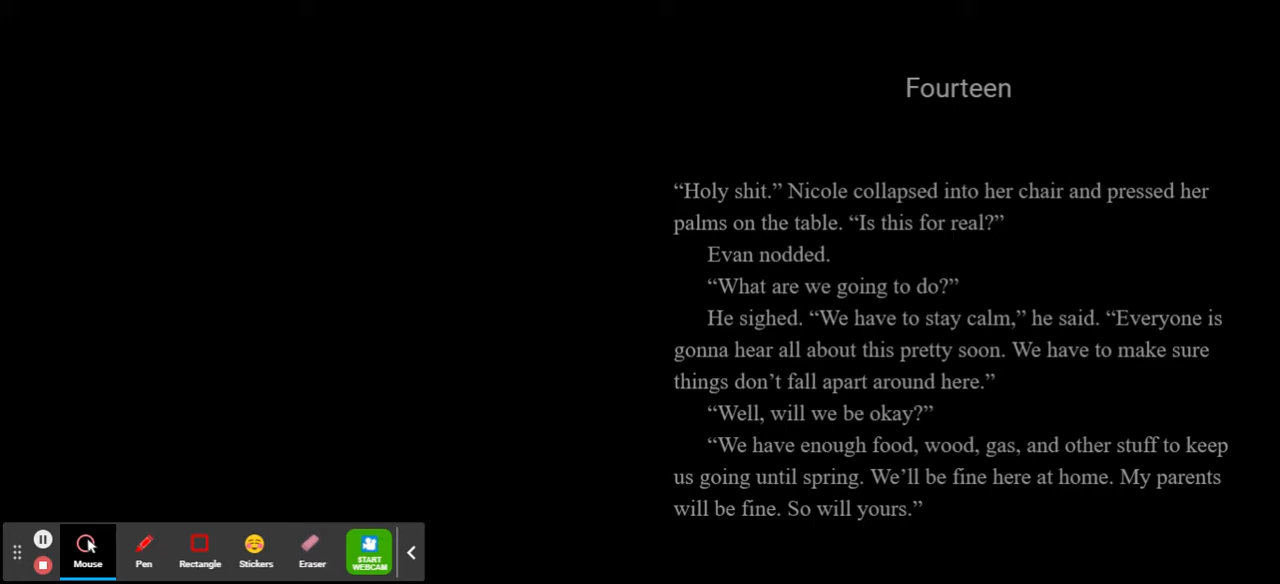 Fourteen
“Holy shit.” Nicole collapsed into her chair and pressed her
palms on the table. “Is this for real?”
Evan nodded.
“What are we going to do?”
He sighed. “We have to stay calm,” he said. “Everyone is
gonna hear all about this pretty soon. We have to make sure
things don’t fall apart around here.”
“Well, will we be okay?”
“We have enough food, wood, gas, and other stuff to keep
us going until spring. We’ll be fine here at home. My parents
will be fine. So will yours.”
Mouse
Pen
Rectangle
Stickers
Eraser
START
WEBCAM